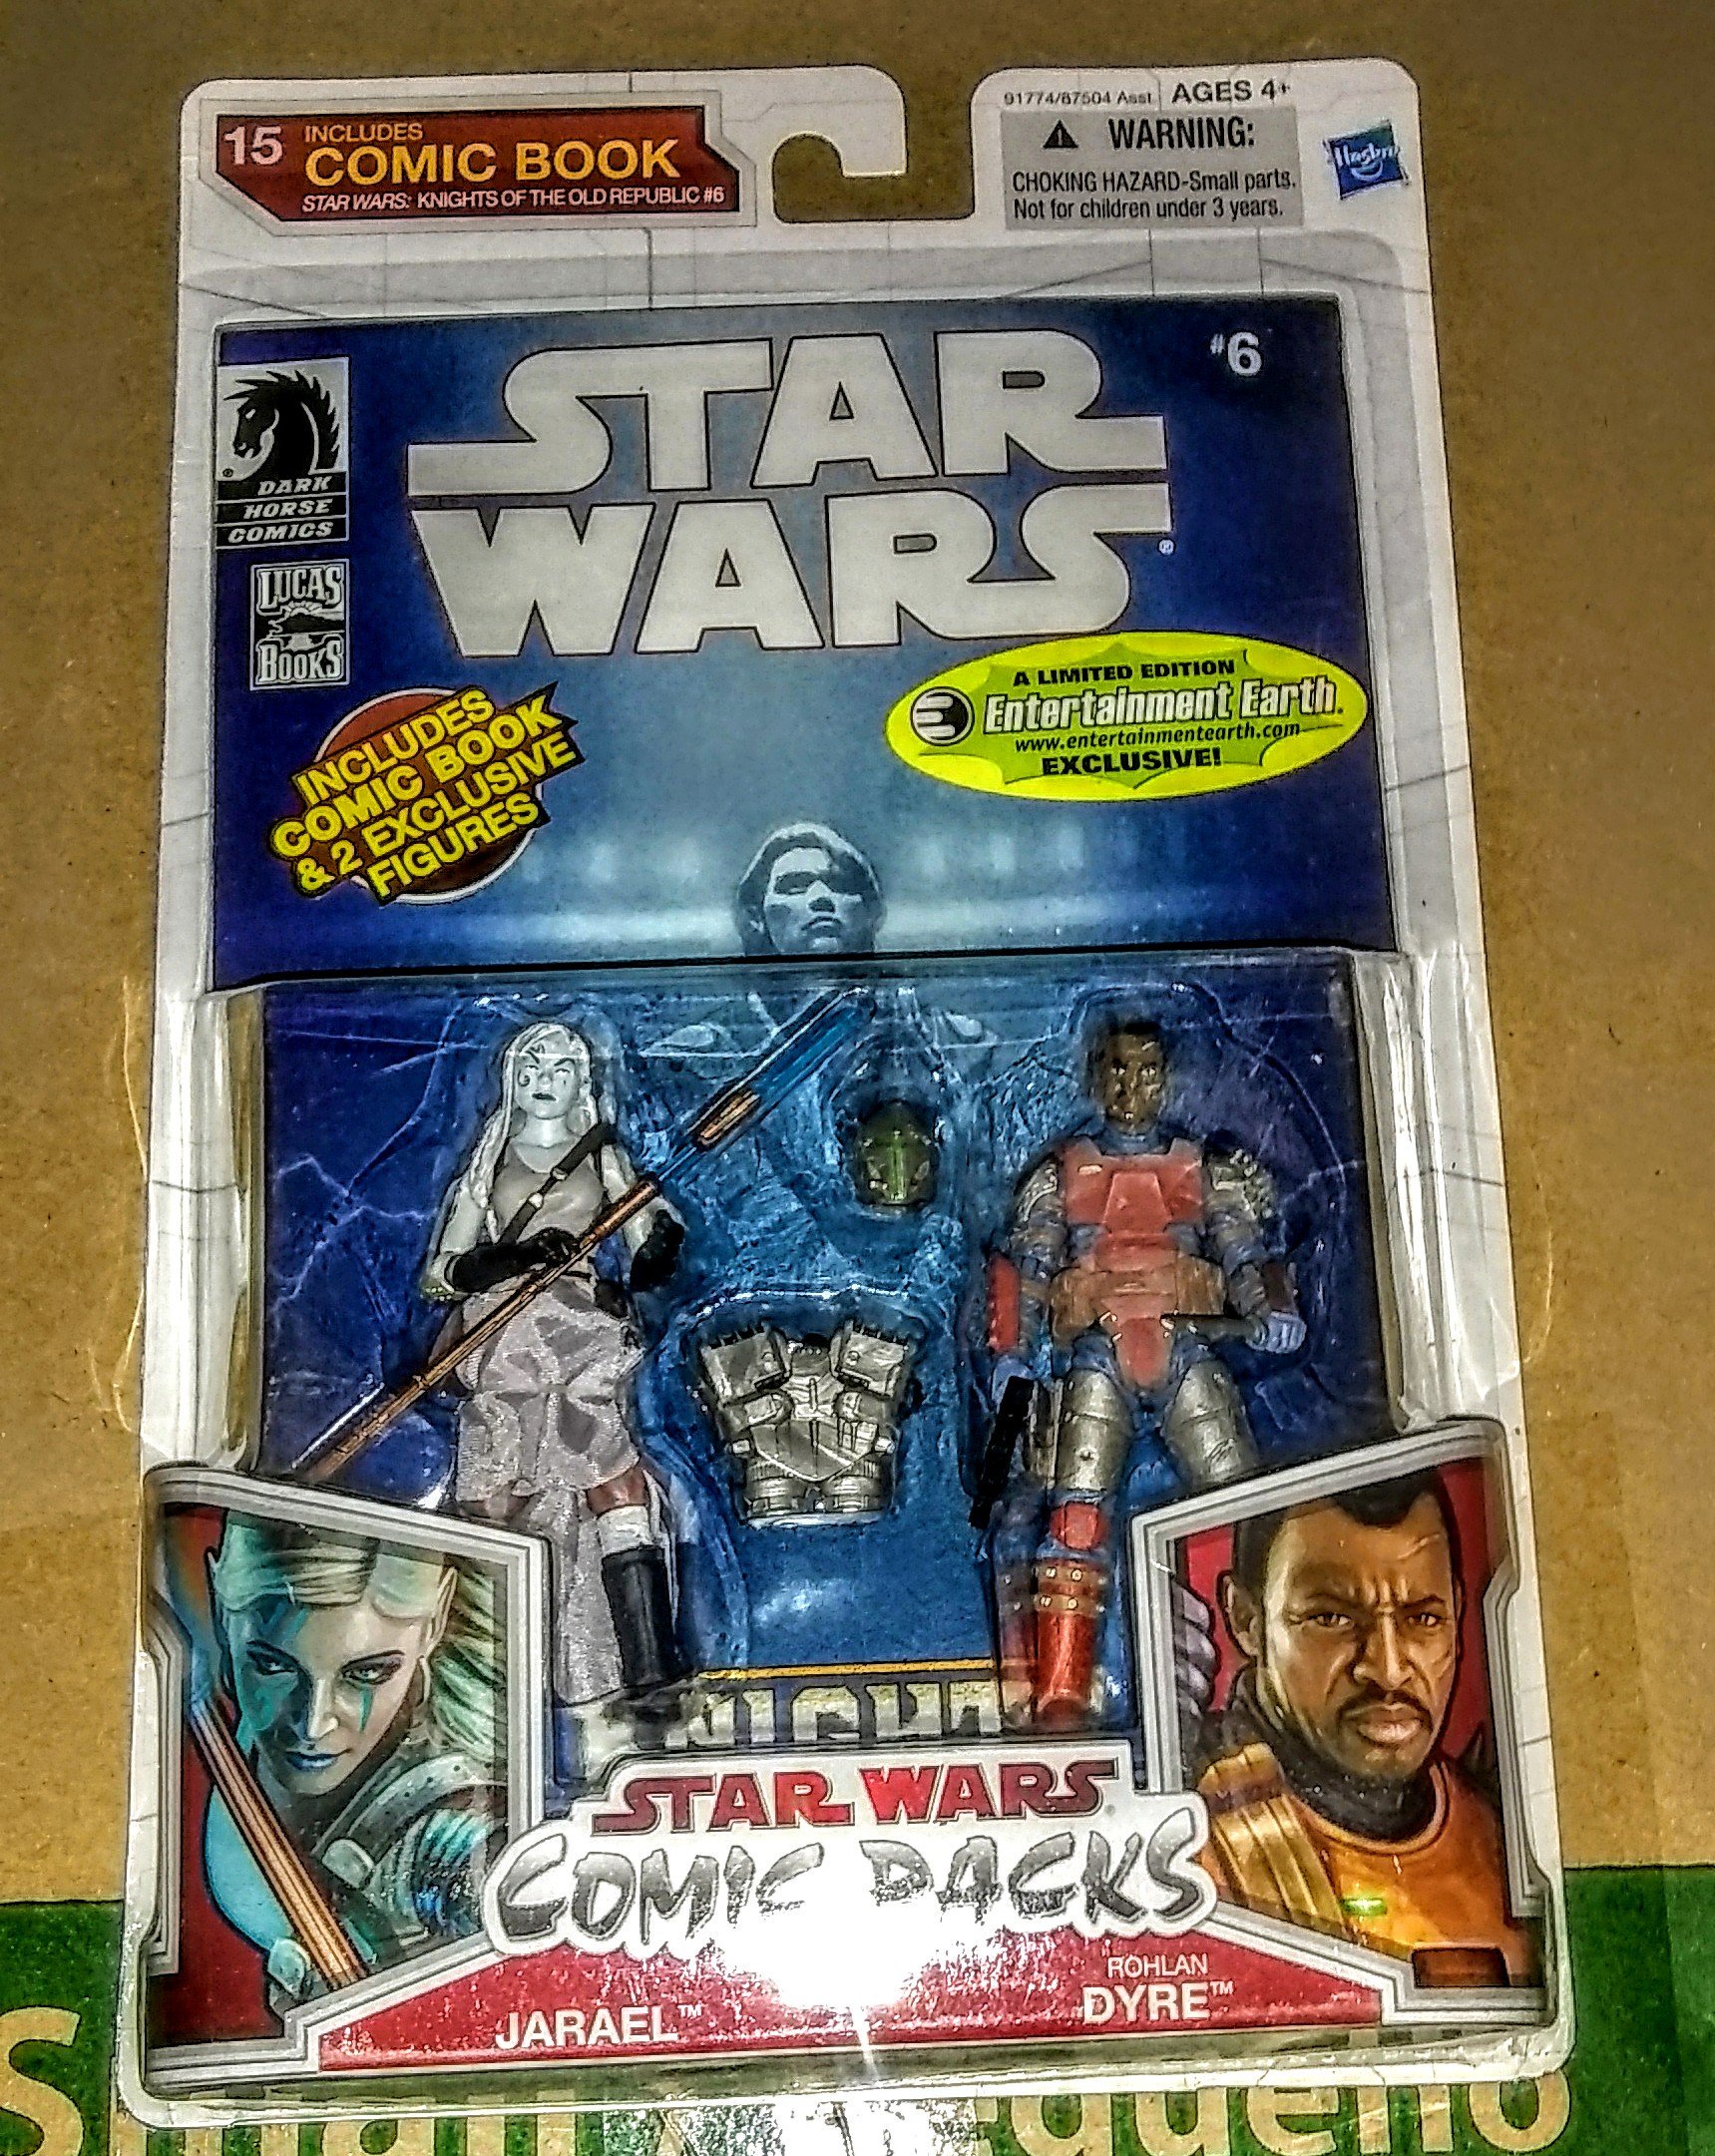 15
INCLUDES
COMIC BOOK
STAR WARS: KNIGHTS OF THE OLD REPUBLIC #6
91774/87504 Asst. AGES 4+
WARNING:
CHOKING HAZARD-Small parts.
Not for children under 3 years.
Hasbro
STAR
WARS®
#6
DARK
HORSE
COMICS
LUCAS
BOOKS
A LIMITED EDITION
Entertainment Earth.
www.entertainmentearth.com
EXCLUSIVE!
INCLUDES
COMIC BOOK
& 2 EXCLUSIVE
FIGURES
STAR WARS
COMIC PACKS
JARAEL™
ROHLAN
DYRE™